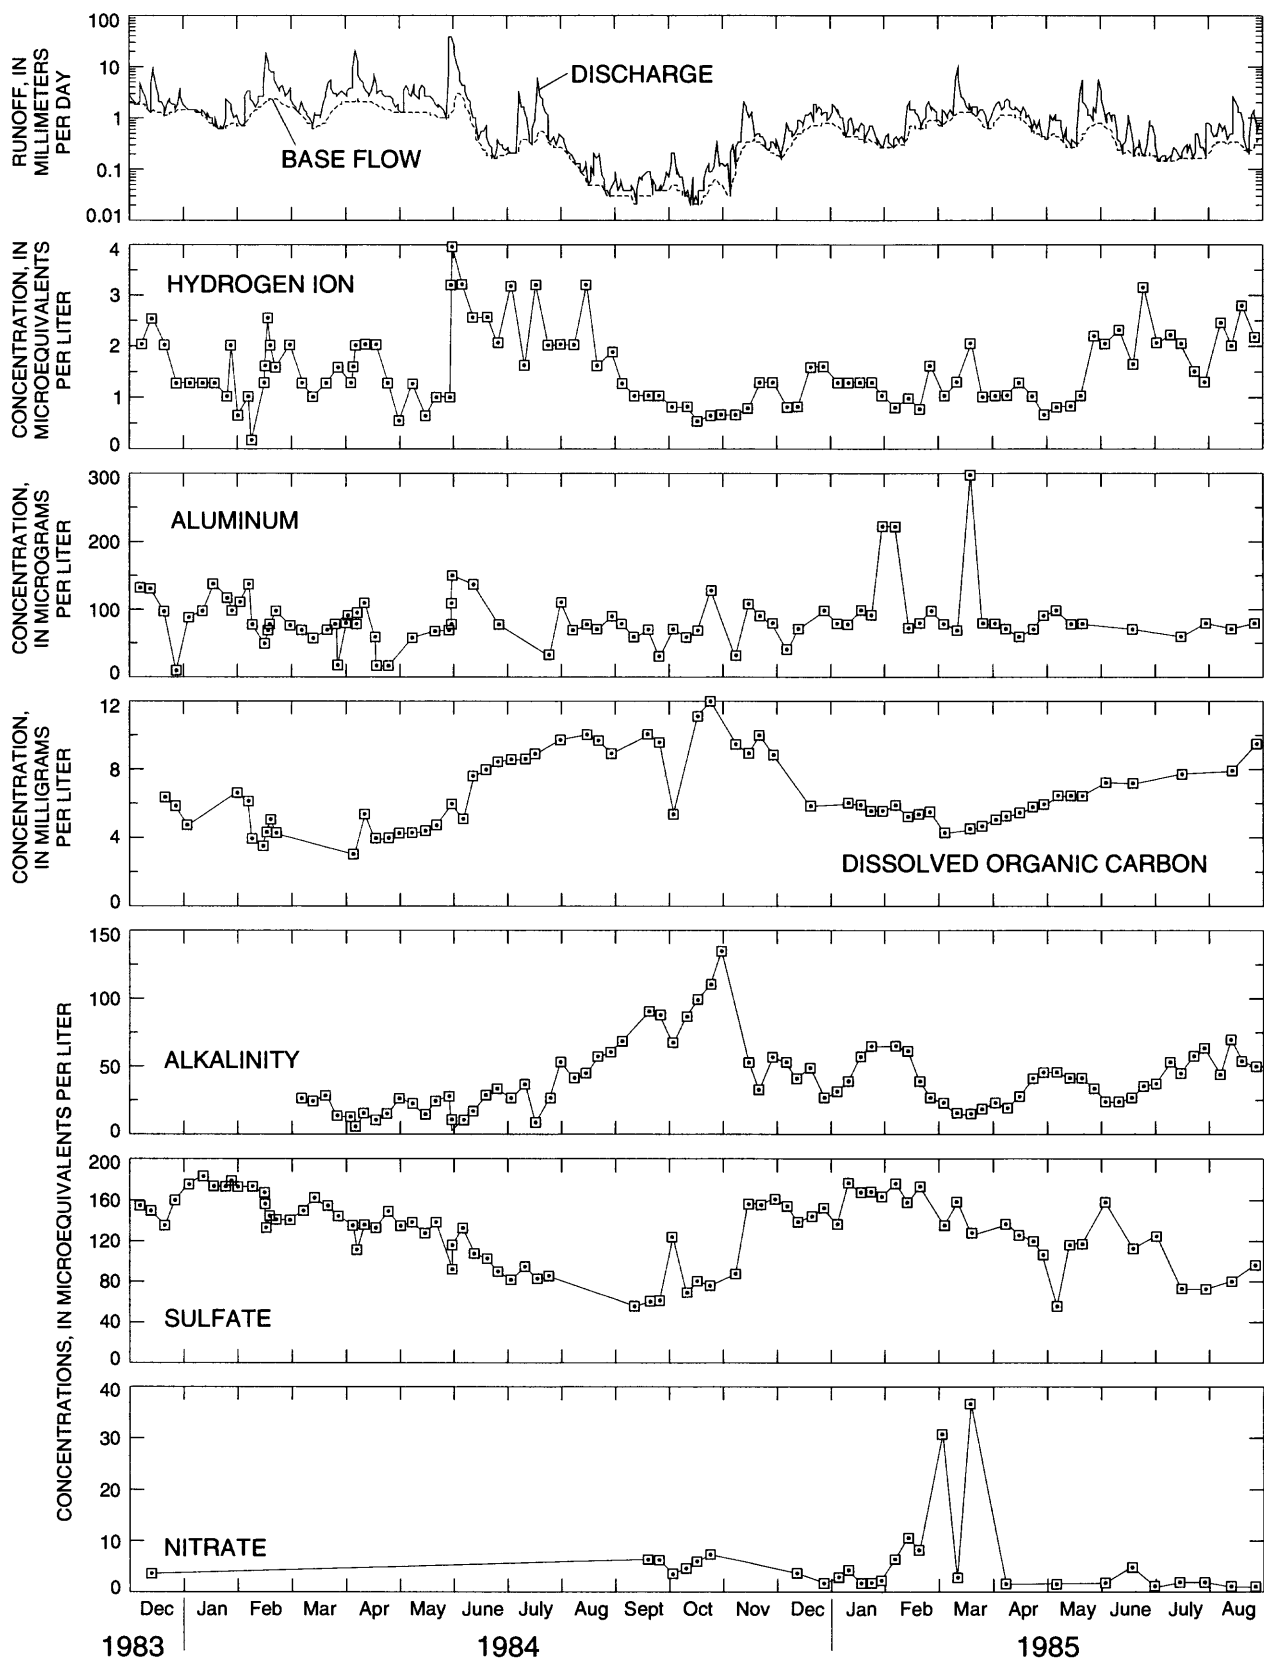 RUNOFF, IN
MILLIMETERS
PER DAY
100
10
1
0.1
0.01
DISCHARGE
BASE FLOW
CONCENTRATION, IN
MICROEQUIVALENTS
PER LITER
4
3
2
1
0
HYDROGEN ION
CONCENTRATION,
IN MICROGRAMS
PER LITER
300
200
100
0
ALUMINUM
CONCENTRATION,
IN MILLIGRAMS
PER LITER
12
8
4
0
DISSOLVED ORGANIC CARBON
CONCENTRATIONS, IN MICROEQUIVALENTS PER LITER
150
100
50
0
ALKALINITY
200
160
120
80
40
0
SULFATE
40
30
20
10
0
NITRATE
Dec Jan Feb Mar Apr May June July Aug Sept Oct Nov Dec Jan Feb Mar Apr May June July Aug
1983 1984 1985